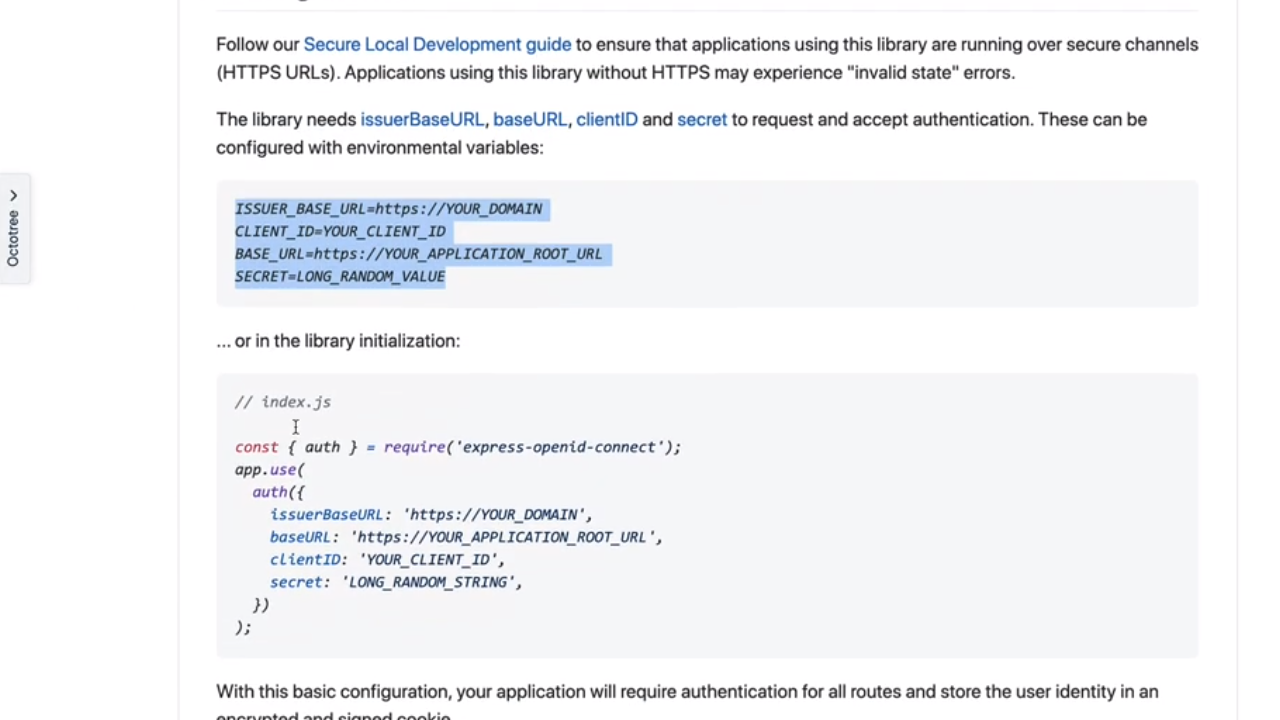 Follow our Secure Local Development guide to ensure that applications using this library are running over secure channels
(HTTPS URLs). Applications using this library without HTTPS may experience "invalid state" errors.
The library needs issuerBaseURL, baseURL, clientID and secret to request and accept authentication. These can be
configured with environmental variables:
Octotree
ISSUER_BASE_URL=https://YOUR_DOMAIN
CLIENT_ID=YOUR_CLIENT_ID
BASE_URL=https://YOUR_APPLICATION_ROOT_URL
SECRET=LONG_RANDOM_VALUE
... or in the library initialization:
// index.js
const { auth } = require('express-openid-connect');
app.use(
auth({
issuerBaseURL: 'https://YOUR_DOMAIN',
baseURL: 'https://YOUR_APPLICATION_ROOT_URL',
clientID: 'YOUR_CLIENT_ID',
secret: 'LONG_RANDOM_STRING',
})
);
With this basic configuration, your application will require authentication for all routes and store the user identity in an
encrypted and signed cookie.